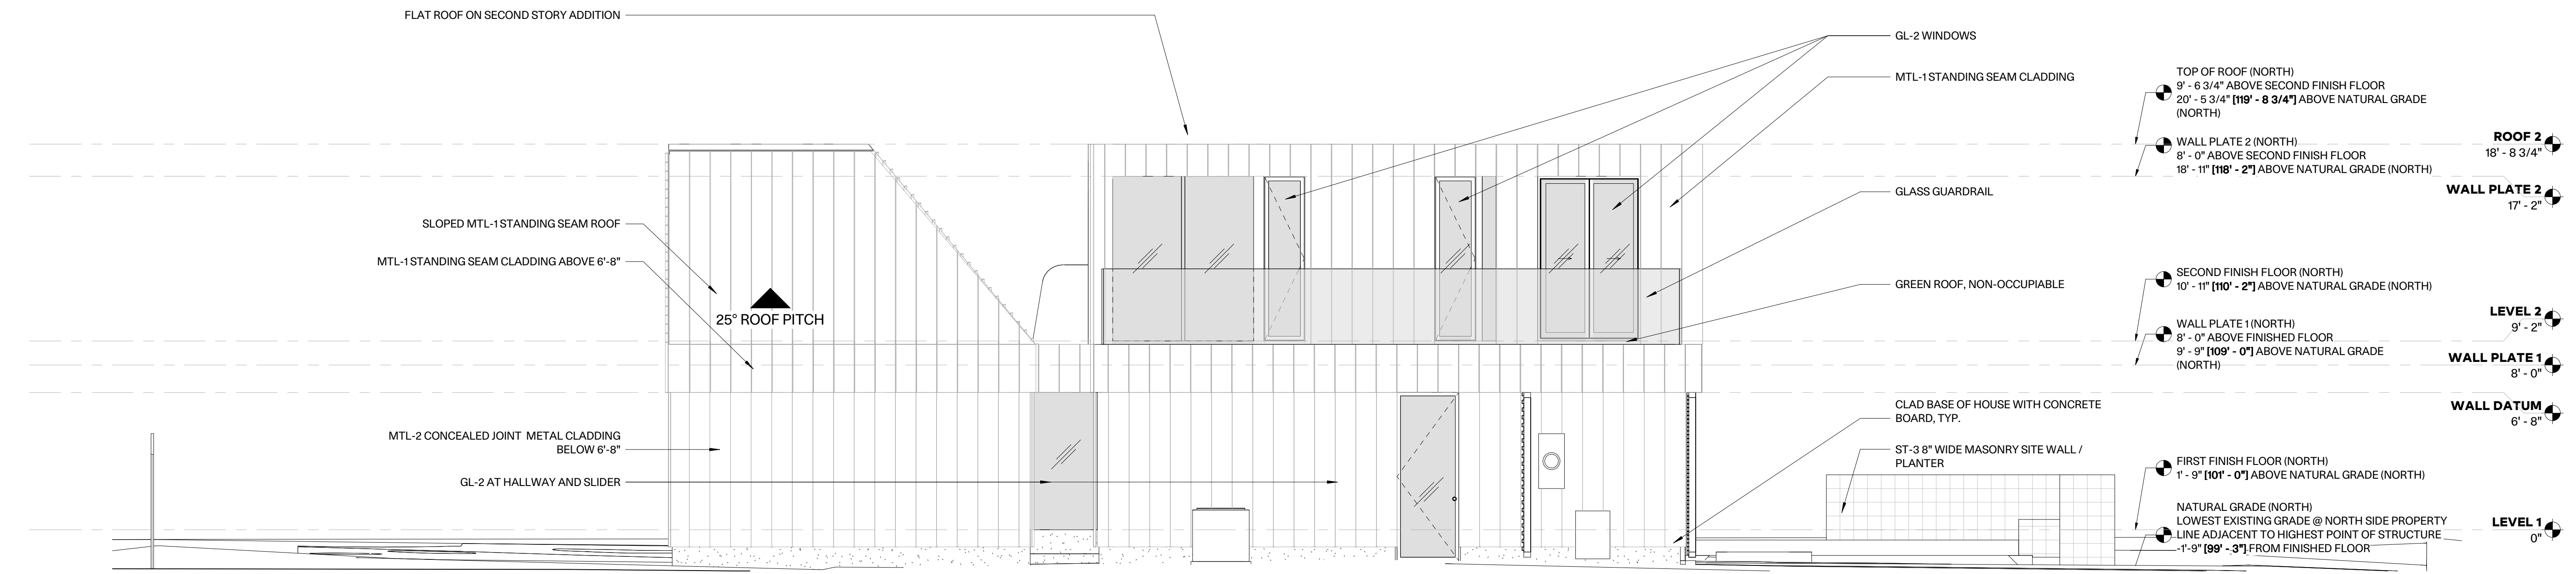 FLAT ROOF ON SECOND STORY ADDITION
SLOPED MTL-1 STANDING SEAM ROOF
MTL-1 STANDING SEAM CLADDING ABOVE 6'-8"
25° ROOF PITCH
MTL-2 CONCEALED JOINT METAL CLADDING
BELOW 6'-8"
GL-2 AT HALLWAY AND SLIDER
GL-2 WINDOWS
MTL-1 STANDING SEAM CLADDING
GLASS GUARDRAIL
GREEN ROOF, NON-OCCUPIABLE
CLAD BASE OF HOUSE WITH CONCRETE
BOARD, TYP.
ST-3 8" WIDE MASONRY SITE WALL /
PLANTER
TOP OF ROOF (NORTH)
9' - 6 3/4" ABOVE SECOND FINISH FLOOR
20' - 5 3/4" [119' - 8 3/4"] ABOVE NATURAL GRADE
(NORTH)
WALL PLATE 2 (NORTH)
8' - 0" ABOVE SECOND FINISH FLOOR
18' - 11" [118' - 2"] ABOVE NATURAL GRADE (NORTH)
SECOND FINISH FLOOR (NORTH)
10' - 11" [110' - 2"] ABOVE NATURAL GRADE (NORTH)
WALL PLATE 1 (NORTH)
8' - 0" ABOVE FINISHED FLOOR
9' - 9" [109' - 0"] ABOVE NATURAL GRADE
(NORTH)
FIRST FINISH FLOOR (NORTH)
1' - 9" [101' - 0"] ABOVE NATURAL GRADE (NORTH)
NATURAL GRADE (NORTH)
LOWEST EXISTING GRADE @ NORTH SIDE PROPERTY
LINE ADJACENT TO HIGHEST POINT OF STRUCTURE
-1'-9" [99' - 3"] FROM FINISHED FLOOR
ROOF 2
18' - 8 3/4"
WALL PLATE 2
17' - 2"
LEVEL 2
9' - 2"
WALL PLATE 1
8' - 0"
WALL DATUM
6' - 8"
LEVEL 1
0"